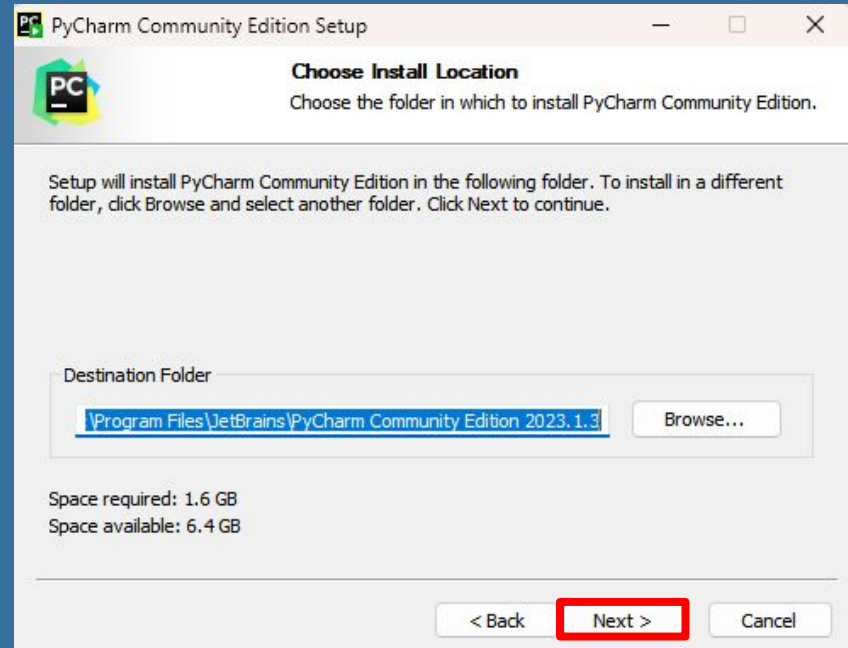 PyCharm Community Edition Setup
PC
Choose Install Location
Choose the folder in which to install PyCharm Community Edition.
Setup will install PyCharm Community Edition in the following folder. To install in a different
folder, click Browse and select another folder. Click Next to continue.
Destination Folder
:\Program Files\JetBrains\PyCharm Community Edition 2023.1.3
Browse...
Space required: 1.6 GB
Space available: 6.4 GB
< Back
Next >
Cancel